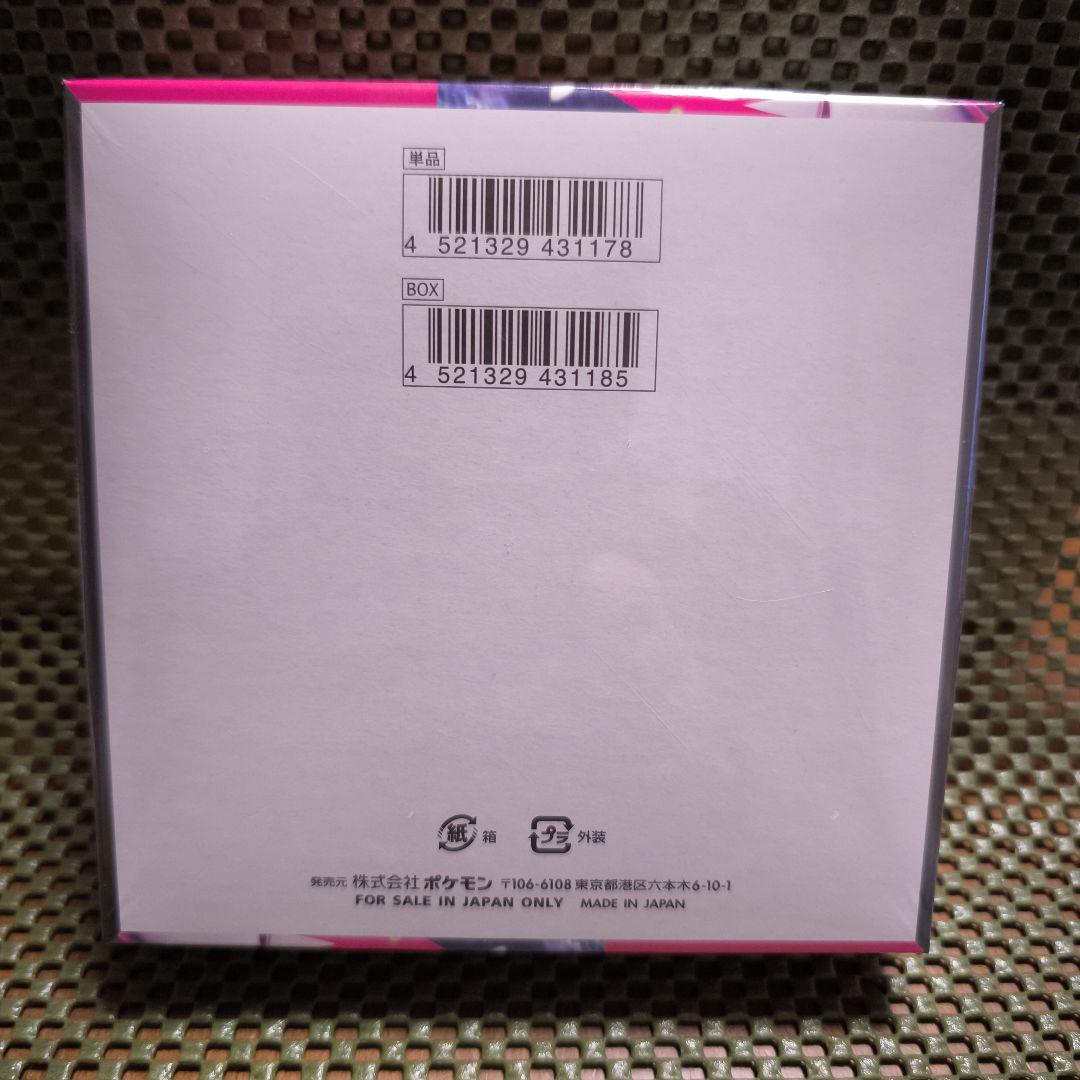 単品
4 521329 431178
BOX
4 521329 431185
紙 箱 プラ 外装
発売元 株式会社 ポケモン 〒106-6108 東京都港区六本木6-10-1
FOR SALE IN JAPAN ONLY MADE IN JAPAN